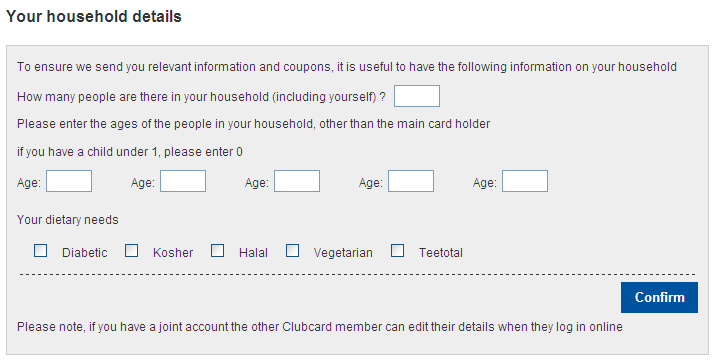 Your household details
To ensure we send you relevant information and coupons, it is useful to have the following information on your household
How many people are there in your household (including yourself) ?
Please enter the ages of the people in your household, other than the main card holder
if you have a child under 1, please enter 0
Age: Age: Age: Age: Age:
Your dietary needs
Diabetic Kosher Halal Vegetarian Teetotal
Confirm
Please note, if you have a joint account the other Clubcard member can edit their details when they log in online